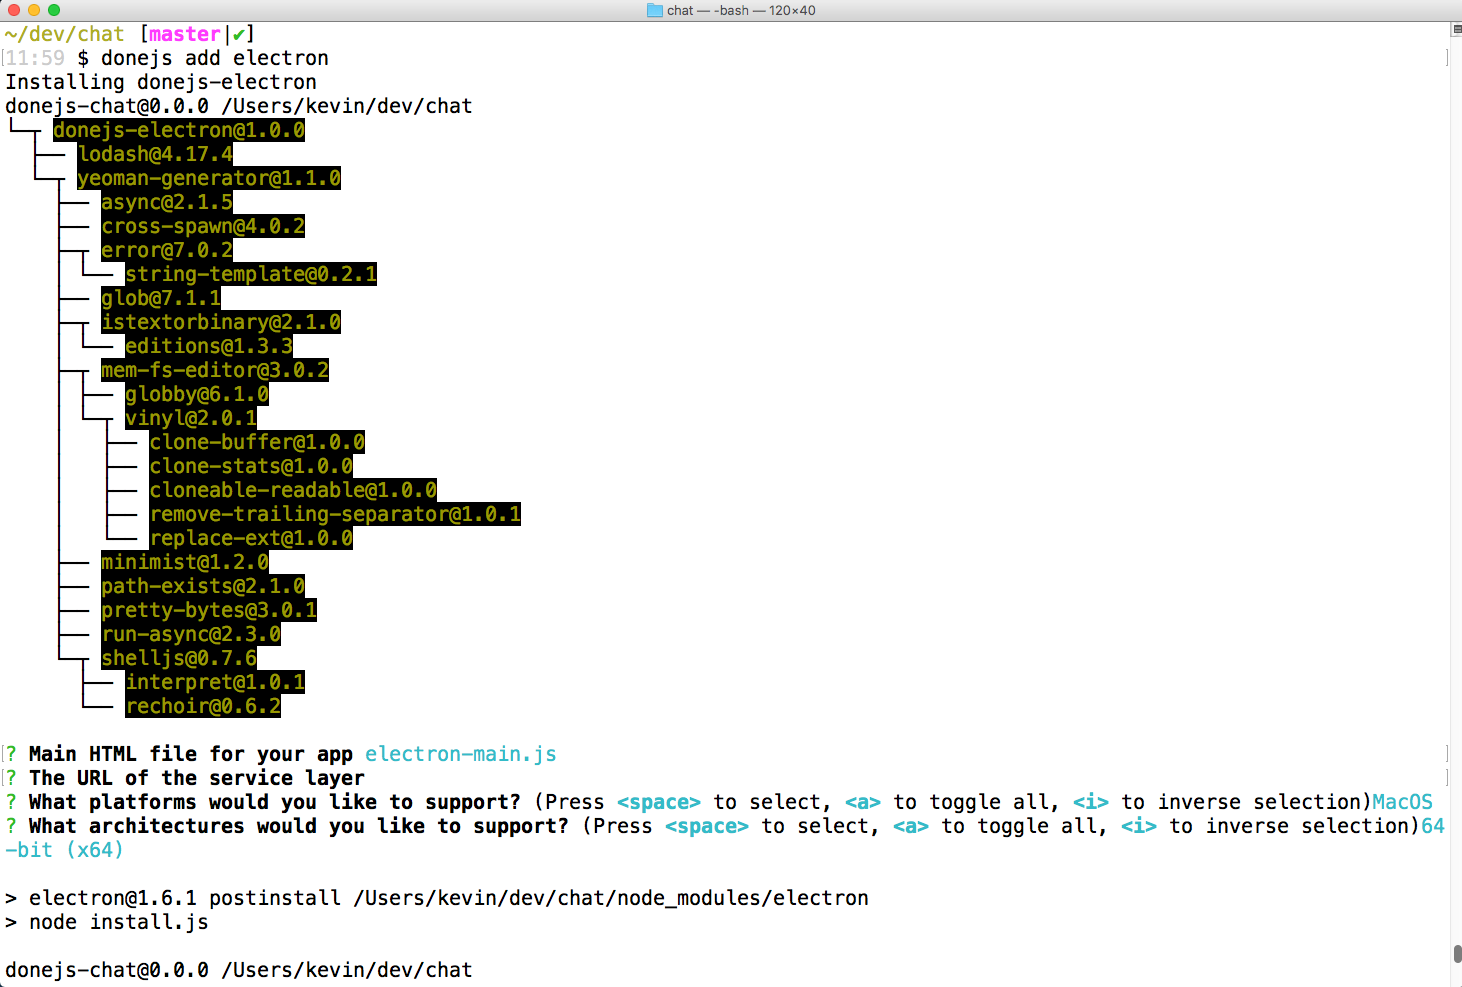 chat — -bash — 120×40
~/dev/chat [master|✔]
[11:59 $ donejs add electron ]
Installing donejs-electron
donejs-chat@0.0.0 /Users/kevin/dev/chat
└─┬ donejs-electron@1.0.0
  ├── lodash@4.17.4
  └─┬ yeoman-generator@1.1.0
    ├── async@2.1.5
    ├── cross-spawn@4.0.2
    ├─┬ error@7.0.2
    │ └── string-template@0.2.1
    ├── glob@7.1.1
    ├─┬ istextorbinary@2.1.0
    │ └── editions@1.3.3
    ├─┬ mem-fs-editor@3.0.2
    │ ├── globby@6.1.0
    │ └─┬ vinyl@2.0.1
    │   ├── clone-buffer@1.0.0
    │   ├── clone-stats@1.0.0
    │   ├── cloneable-readable@1.0.0
    │   ├── remove-trailing-separator@1.0.1
    │   └── replace-ext@1.0.0
    ├── minimist@1.2.0
    ├── path-exists@2.1.0
    ├── pretty-bytes@3.0.1
    ├── run-async@2.3.0
    └─┬ shelljs@0.7.6
      ├── interpret@1.0.1
      └── rechoir@0.6.2
[? Main HTML file for your app electron-main.js ]
[? The URL of the service layer ]
? What platforms would you like to support? (Press <space> to select, <a> to toggle all, <i> to inverse selection)MacOS
? What architectures would you like to support? (Press <space> to select, <a> to toggle all, <i> to inverse selection)64
-bit (x64)
> electron@1.6.1 postinstall /Users/kevin/dev/chat/node_modules/electron
> node install.js
donejs-chat@0.0.0 /Users/kevin/dev/chat